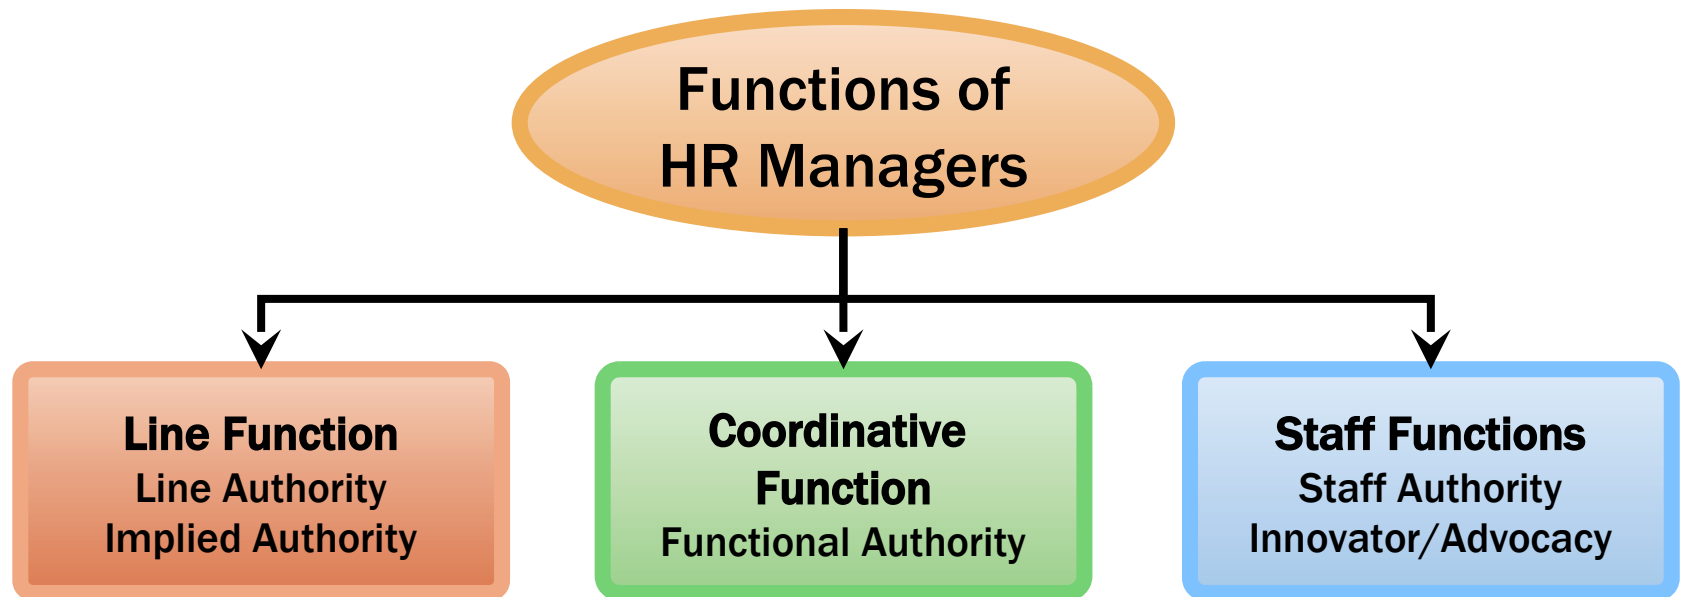 Functions of
HR Managers
Line Function
Line Authority
Implied Authority
Coordinative
Function
Functional Authority
Staff Functions
Staff Authority
Innovator/Advocacy